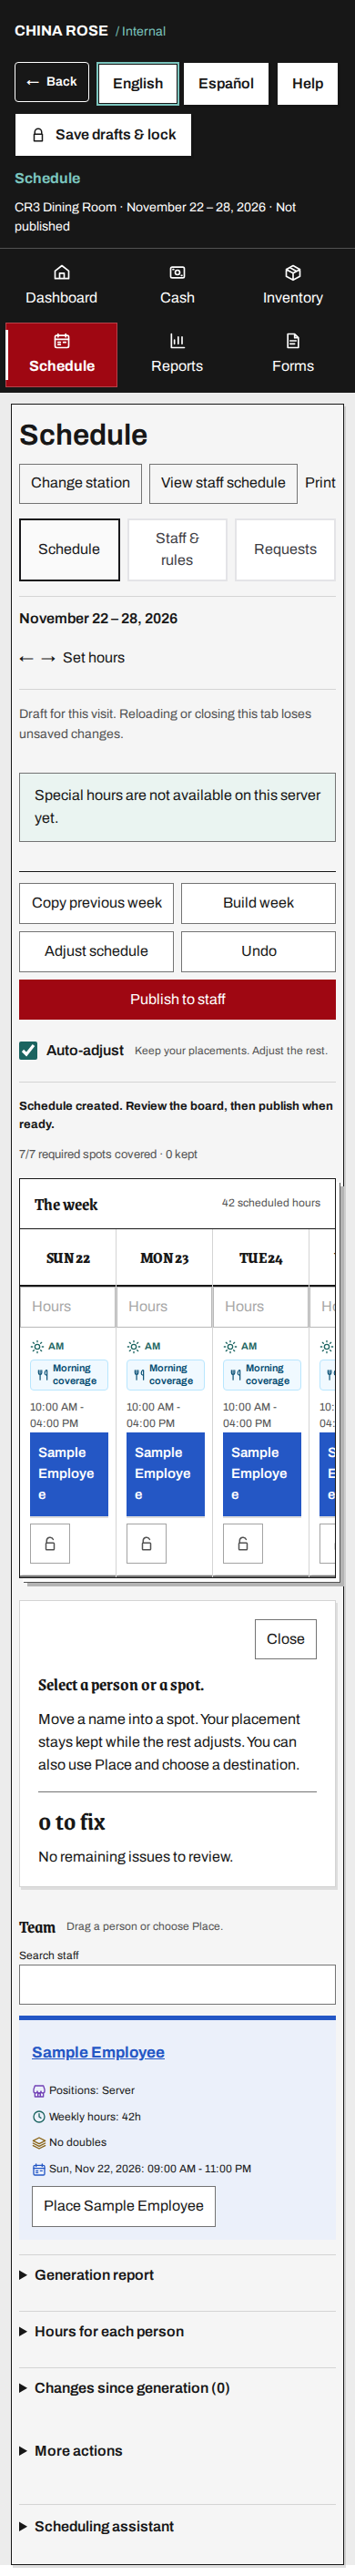 CHINA ROSE / Internal
← Back English Español Help
Save drafts & lock
Schedule
CR3 Dining Room · November 22 – 28, 2026 · Not
published
Dashboard Cash Inventory
Schedule Reports Forms
Schedule
Change station View staff schedule Print
Schedule Staff &
rules Requests
November 22 – 28, 2026
← → Set hours
Draft for this visit. Reloading or closing this tab loses
unsaved changes.
Special hours are not available on this server
yet.
Copy previous week Build week
Adjust schedule Undo
Publish to staff
Auto-adjust Keep your placements. Adjust the rest.
Schedule created. Review the board, then publish when
ready.
7/7 required spots covered · 0 kept
The week 42 scheduled hours
SUN 22 MON 23 TUE 24
Hours Hours Hours Ho
AM AM AM
Morning
coverage Morning
coverage Morning
coverage
10:00 AM -
04:00 PM 10:00 AM -
04:00 PM 10:00 AM -
04:00 PM
Sample
Employe
e Sample
Employe
e Sample
Employe
e
Close
Select a person or a spot.
Move a name into a spot. Your placement
stays kept while the rest adjusts. You can
also use Place and choose a destination.
0 to fix
No remaining issues to review.
Team Drag a person or choose Place.
Search staff
Sample Employee
Positions: Server
Weekly hours: 42h
No doubles
Sun, Nov 22, 2026: 09:00 AM - 11:00 PM
Place Sample Employee
Generation report
Hours for each person
Changes since generation (0)
More actions
Scheduling assistant